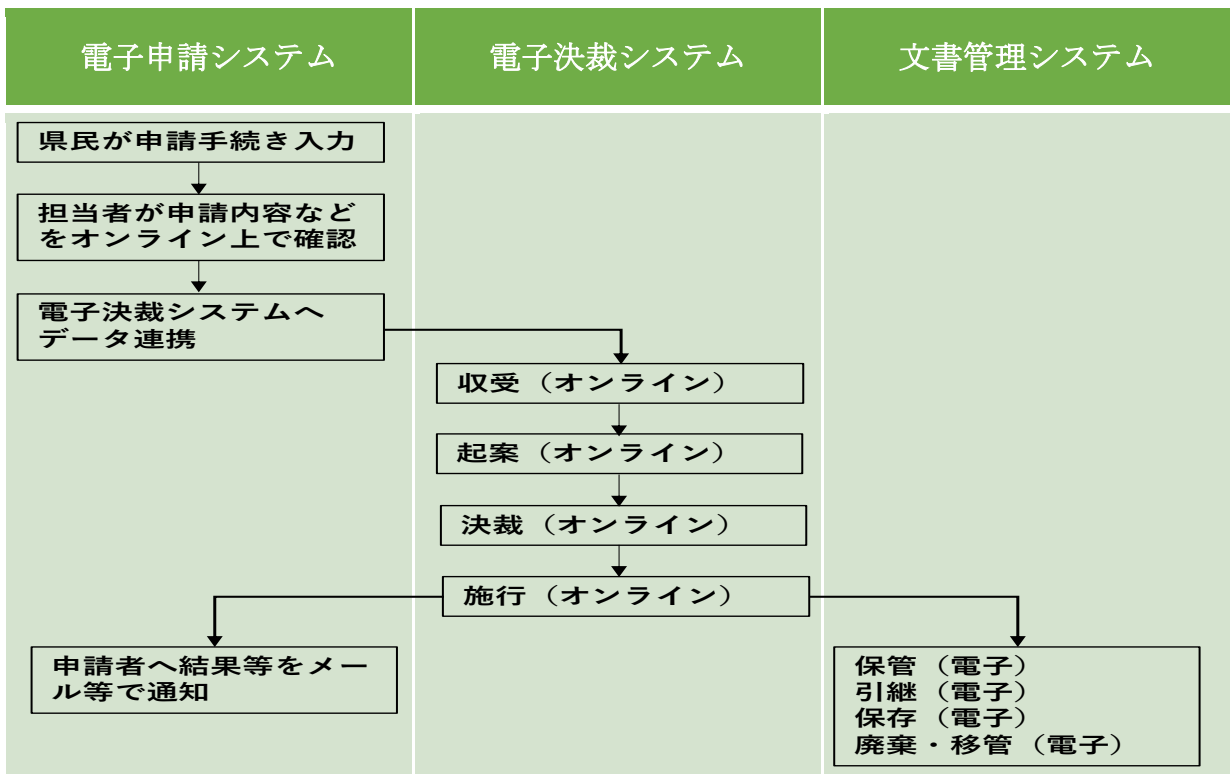 電子申請システム
電子決裁システム
文書管理システム
県民が申請手続き入力
担当者が申請内容など
をオンライン上で確認
電子決裁システムへ
データ連携
収受（オンライン）
起案（オンライン）
決裁（オンライン）
施行（オンライン）
申請者へ結果等をメー
ル等で通知
保管（電子）
引継（電子）
保存（電子）
廃棄・移管（電子）